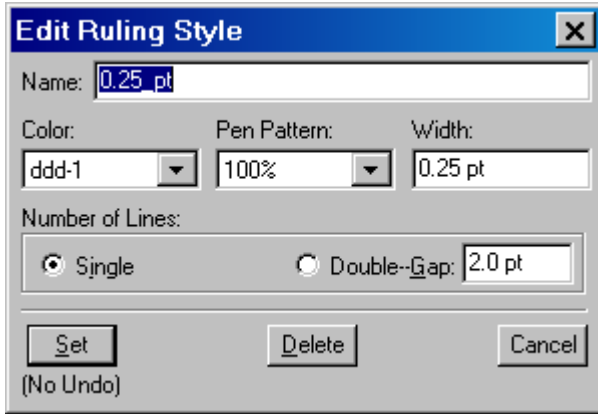 Edit Ruling Style
Name: 0.25_pt
Color: Pen Pattern: Width:
ddd-1 100% 0.25 pt
Number of Lines:
Single Double--Gap: 2.0 pt
Set Delete Cancel
(No Undo)